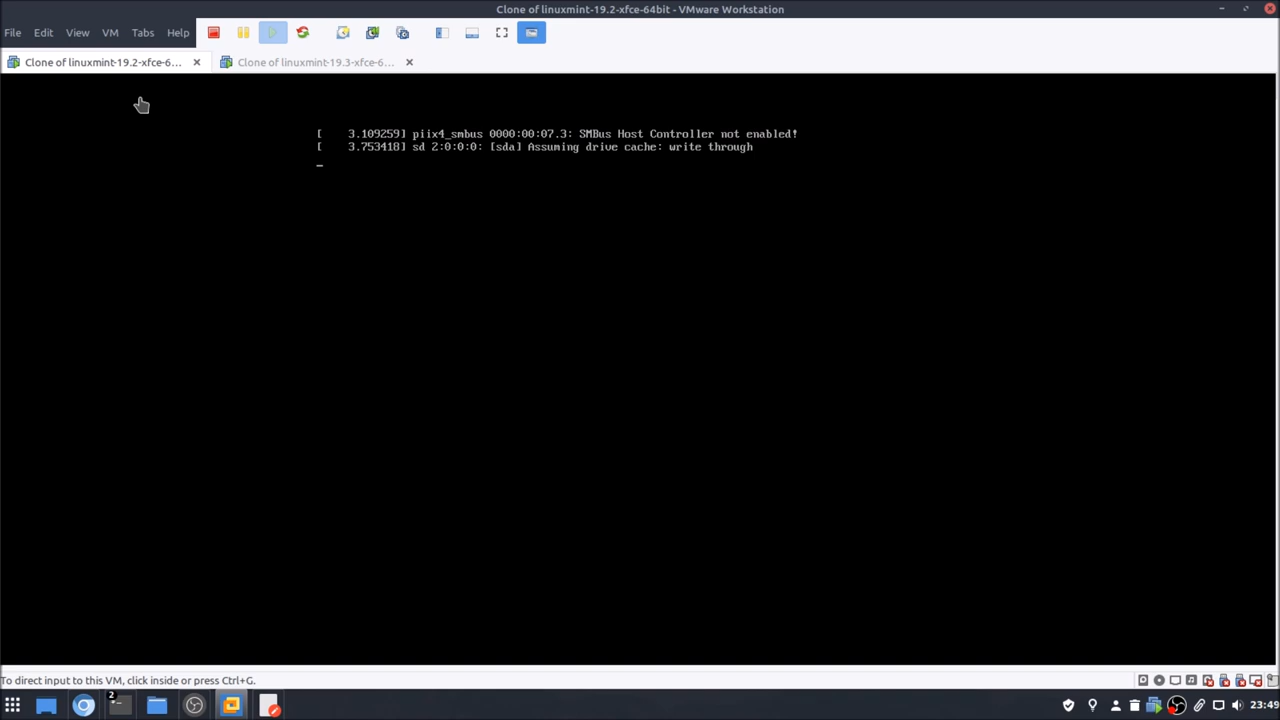 Clone of linuxmint-19.2-xfce-64bit - VMware Workstation
File Edit View VM Tabs Help
Clone of linuxmint-19.2-xfce-6... Clone of linuxmint-19.3-xfce-6...
[    3.109259] piix4_smbus 0000:00:07.3: SMBus Host Controller not enabled!
[    3.753418] sd 2:0:0:0: [sda] Assuming drive cache: write through
_
To direct input to this VM, click inside or press Ctrl+G.
2
23:49